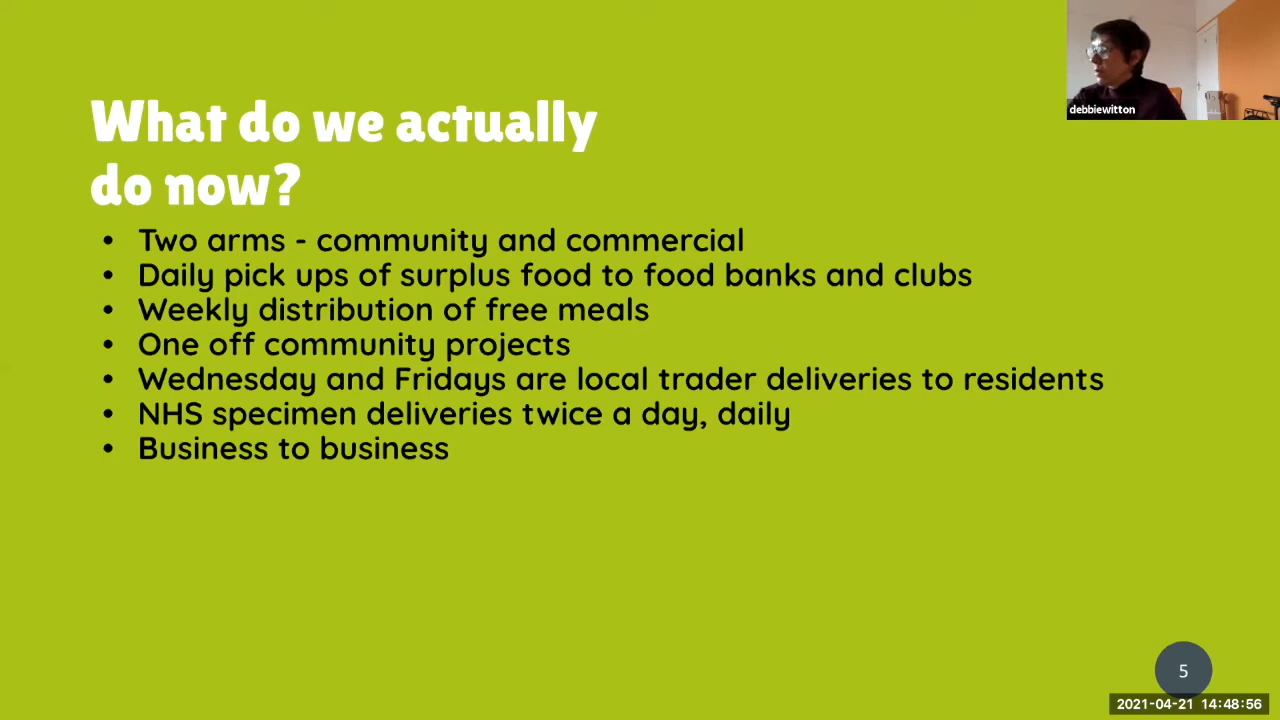 debbiewitton
What do we actually
do now?
• Two arms - community and commercial
• Daily pick ups of surplus food to food banks and clubs
• Weekly distribution of free meals
• One off community projects
• Wednesday and Fridays are local trader deliveries to residents
• NHS specimen deliveries twice a day, daily
• Business to business
5
2021-04-21 14:48:56